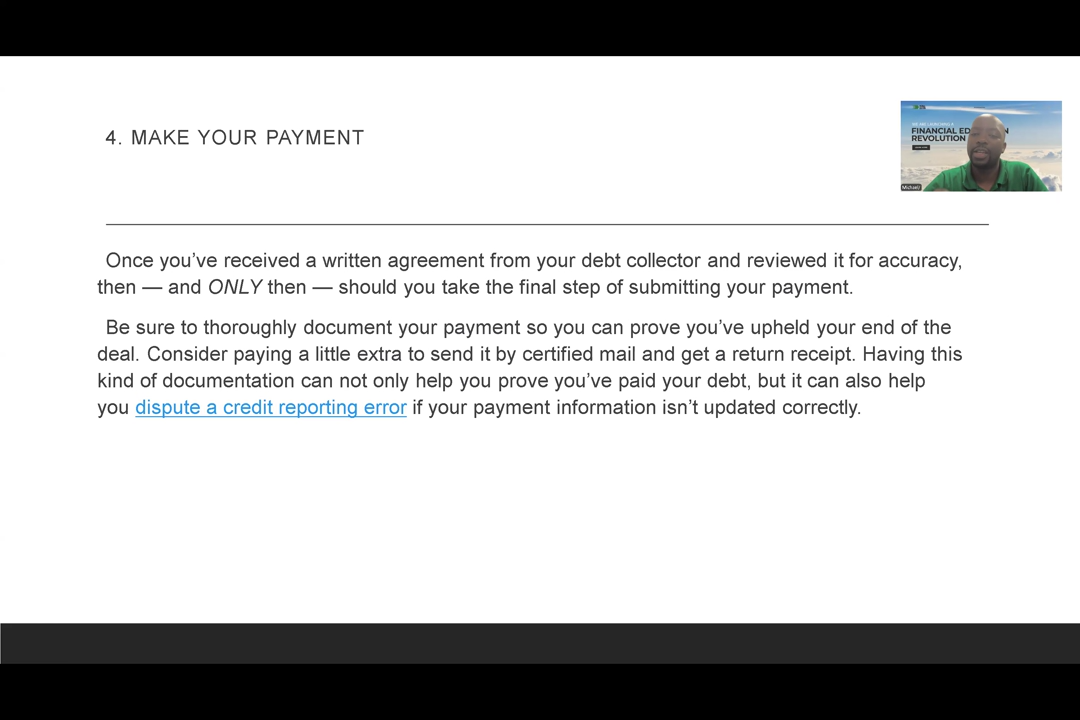 4. MAKE YOUR PAYMENT
FINANCIAL ED N
REVOLUTION
Michael
Once you’ve received a written agreement from your debt collector and reviewed it for accuracy,
then — and ONLY then — should you take the final step of submitting your payment.
Be sure to thoroughly document your payment so you can prove you’ve upheld your end of the
deal. Consider paying a little extra to send it by certified mail and get a return receipt. Having this
kind of documentation can not only help you prove you’ve paid your debt, but it can also help
you dispute a credit reporting error if your payment information isn’t updated correctly.